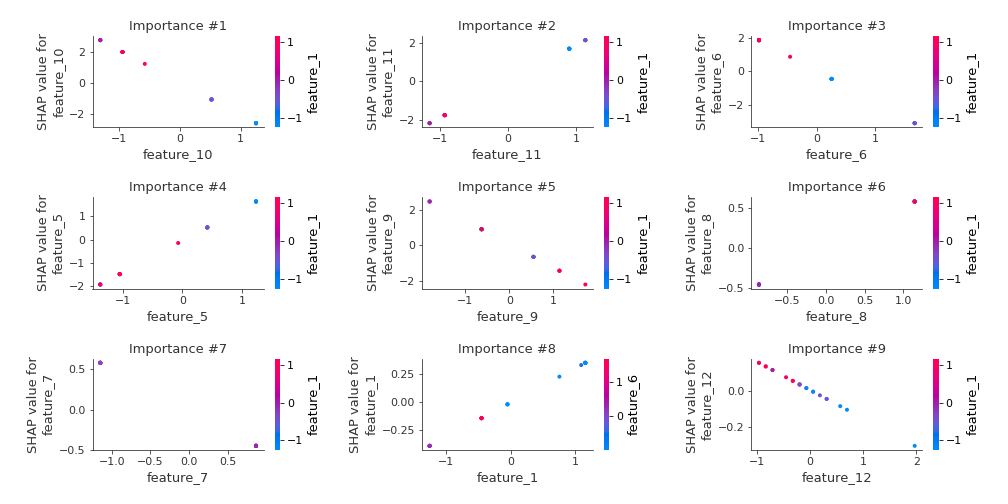 Importance #1
SHAP value for
feature_10
2
0
−2
−1
0
1
feature_10
1
0
−1
feature_1
Importance #2
SHAP value for
feature_11
2
0
−2
−1
0
1
feature_11
1
0
−1
feature_1
Importance #3
SHAP value for
feature_6
2
0
−2
−1
0
1
feature_6
1
0
−1
feature_1
Importance #4
SHAP value for
feature_5
1
0
−1
−2
−1
0
1
feature_5
1
0
−1
feature_1
Importance #5
SHAP value for
feature_9
2
0
−2
−1
0
1
feature_9
1
0
−1
feature_1
Importance #6
SHAP value for
feature_8
0.5
0.0
−0.5
−0.5
0.0
0.5
1.0
feature_8
1
0
−1
feature_1
Importance #7
SHAP value for
feature_7
0.5
0.0
−0.5
−1.0
−0.5
0.0
0.5
feature_7
1
0
−1
feature_1
Importance #8
SHAP value for
feature_1
0.25
0.00
−0.25
−1
0
1
feature_1
1
0
feature_6
Importance #9
SHAP value for
feature_12
0.0
−0.2
−1
0
1
2
feature_12
1
0
−1
feature_1